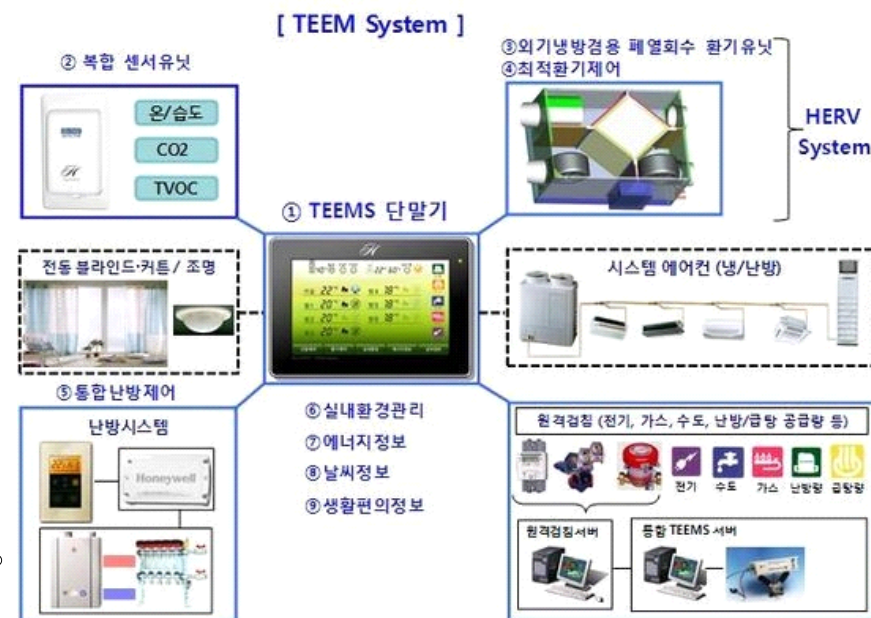 [ TEEM System ]
② 복합 센서유닛
온/습도
CO2
TVOC
③외기냉방겸용 폐열회수 환기유닛
④최적환기제어
HERV
System
① TEEMS 단말기
전동 블라인드·커튼 / 조명
시스템 에어컨 (냉/난방)
⑤통합난방제어
난방시스템
Honeywell
⑥실내환경관리
⑦에너지정보
⑧날씨정보
⑨생활편의정보
원격검침 (전기, 가스, 수도, 난방/급탕 공급량 등)
전기 수도 가스 난방량 급탕량
원격검침서버
통합 TEEMS 서버